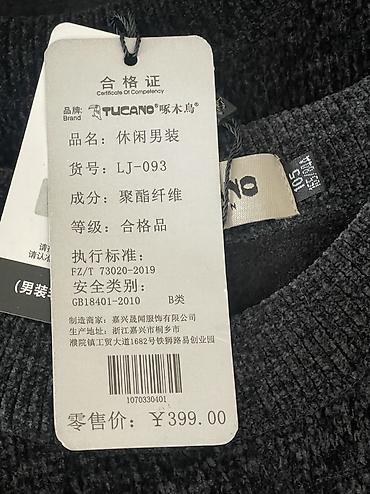 合格证
Certificate Of Competency
品牌: TUCANO®啄木鸟®
Brand
品名: 休闲男装
货号: LJ-093
成分: 聚酯纤维
等级: 合格品
执行标准:
FZ/T 73020-2019
安全类别:
GB18401-2010 B类
制造商家: 嘉兴晟闻服饰有限公司
生产地址: 浙江嘉兴市桐乡市
濮院镇工贸大道1682号轶狮路易创业园
1070330401
零售价: ¥399.00
(男装
105